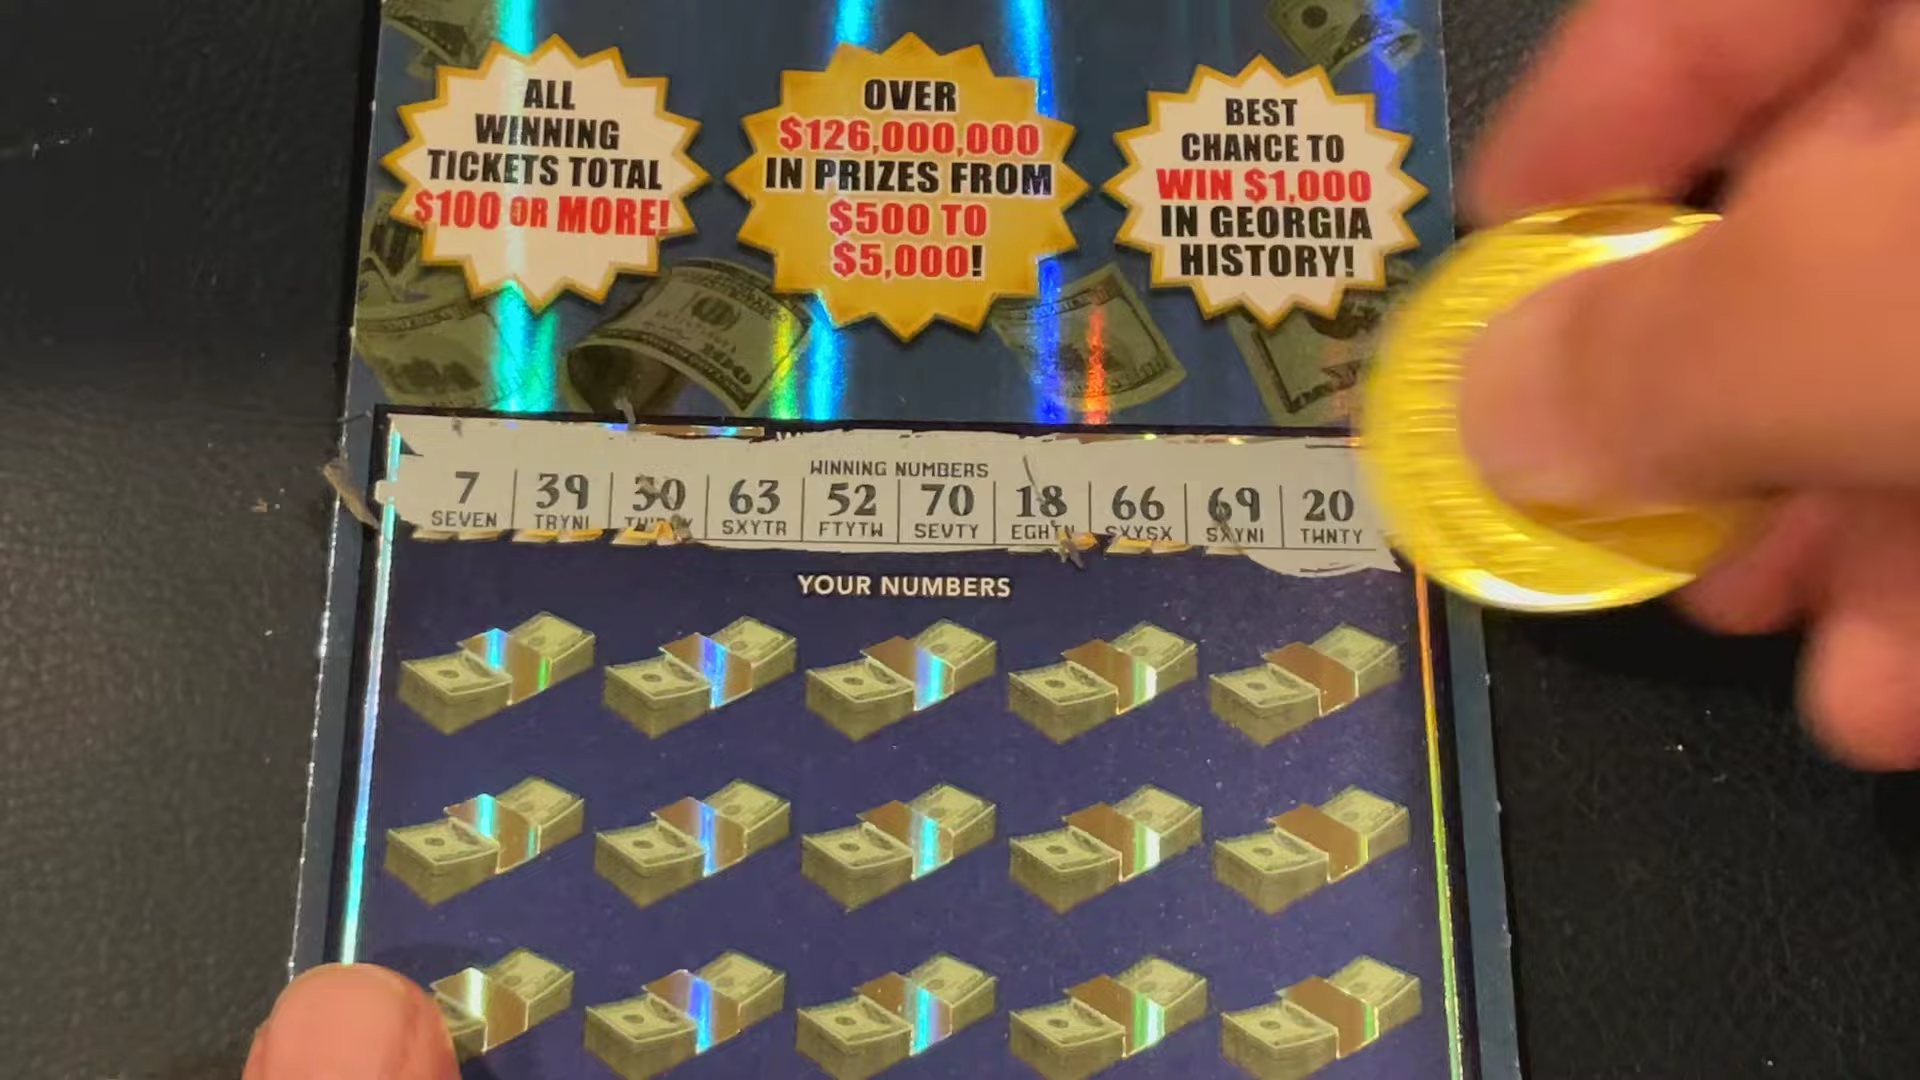 ALL
WINNING
TICKETS TOTAL
$100 OR MORE!
OVER
$126,000,000
IN PRIZES FROM
$500 TO
$5,000!
BEST
CHANCE TO
WIN $1,000
IN GEORGIA
HISTORY!
WINNING NUMBERS
7 39 30 63 52 70 18 66 69 20
SEVEN TRYNI SXYTR FTYTW SEVTY EGHTN SXYSX SXYNI TWNTY
YOUR NUMBERS